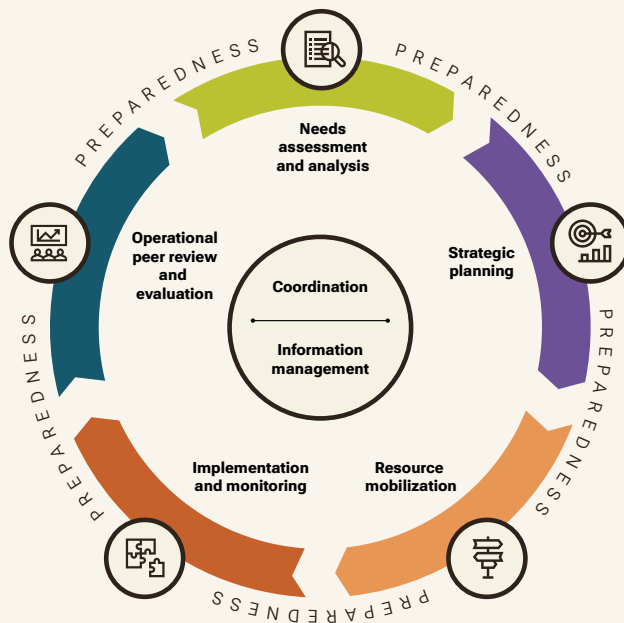 PREPAREDNESS
PREPAREDNESS
Needs
assessment
and analysis
Operational
peer review
and
evaluation
Strategic
planning
Coordination
Information
management
PREPAREDNESS
PREPAREDNESS
Implementation
and monitoring
Resource
mobilization
PREPAREDNESS
PREPAREDNESS